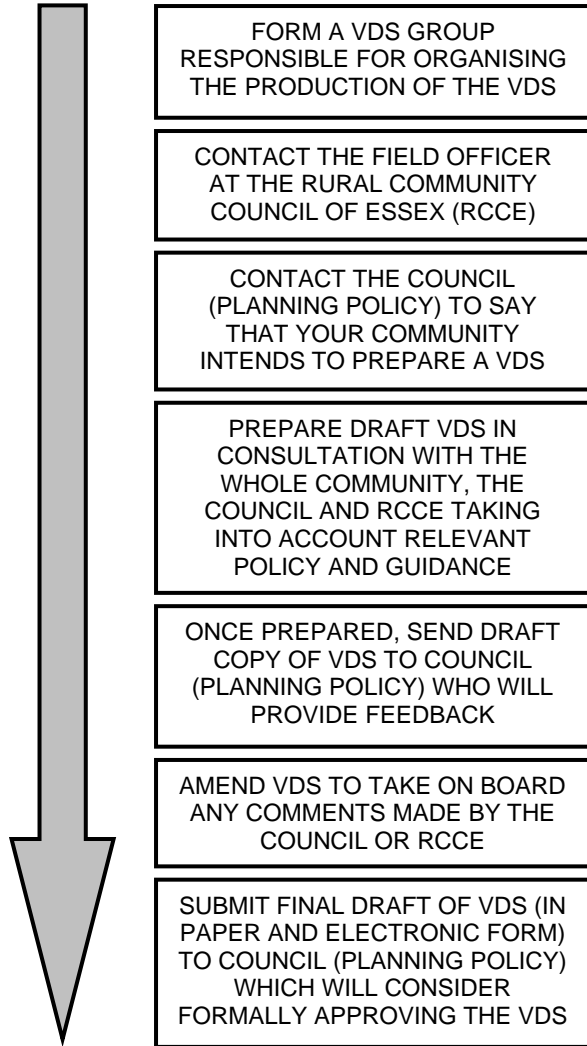 FORM A VDS GROUP
RESPONSIBLE FOR ORGANISING
THE PRODUCTION OF THE VDS
CONTACT THE FIELD OFFICER
AT THE RURAL COMMUNITY
COUNCIL OF ESSEX (RCCE)
CONTACT THE COUNCIL
(PLANNING POLICY) TO SAY
THAT YOUR COMMUNITY
INTENDS TO PREPARE A VDS
PREPARE DRAFT VDS IN
CONSULTATION WITH THE
WHOLE COMMUNITY, THE
COUNCIL AND RCCE TAKING
INTO ACCOUNT RELEVANT
POLICY AND GUIDANCE
ONCE PREPARED, SEND DRAFT
COPY OF VDS TO COUNCIL
(PLANNING POLICY) WHO WILL
PROVIDE FEEDBACK
AMEND VDS TO TAKE ON BOARD
ANY COMMENTS MADE BY THE
COUNCIL OR RCCE
SUBMIT FINAL DRAFT OF VDS (IN
PAPER AND ELECTRONIC FORM)
TO COUNCIL (PLANNING POLICY)
WHICH WILL CONSIDER
FORMALLY APPROVING THE VDS